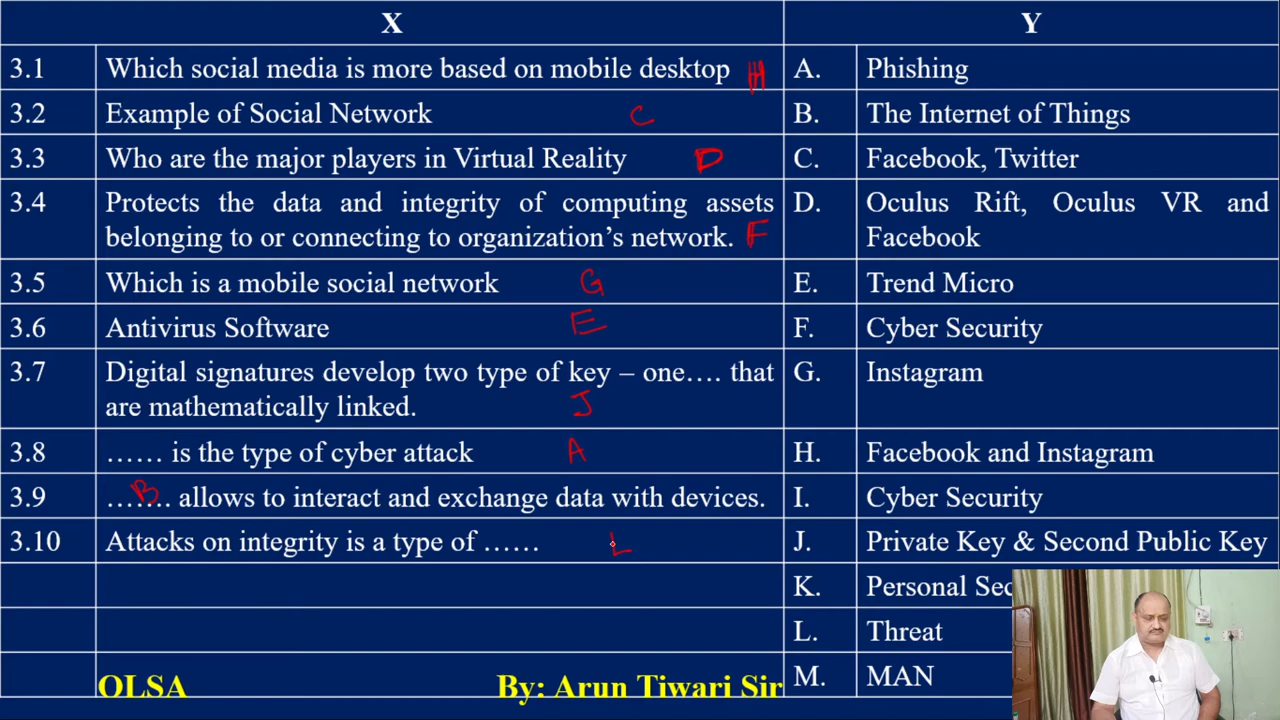 X Y
3.1 Which social media is more based on mobile desktop H A. Phishing
3.2 Example of Social Network C B. The Internet of Things
3.3 Who are the major players in Virtual Reality D C. Facebook, Twitter
3.4 Protects the data and integrity of computing assets D. Oculus Rift, Oculus VR and
belonging to or connecting to organization's network. F Facebook
3.5 Which is a mobile social network G E. Trend Micro
3.6 Antivirus Software E F. Cyber Security
3.7 Digital signatures develop two type of key – one…. that G. Instagram
are mathematically linked. J
3.8 …… is the type of cyber attack A H. Facebook and Instagram
3.9 ……. B allows to interact and exchange data with devices. I. Cyber Security
3.10 Attacks on integrity is a type of …… L J. Private Key & Second Public Key
K. Personal
L. Threat
OLSA By: Arun Tiwari Sir M. MAN